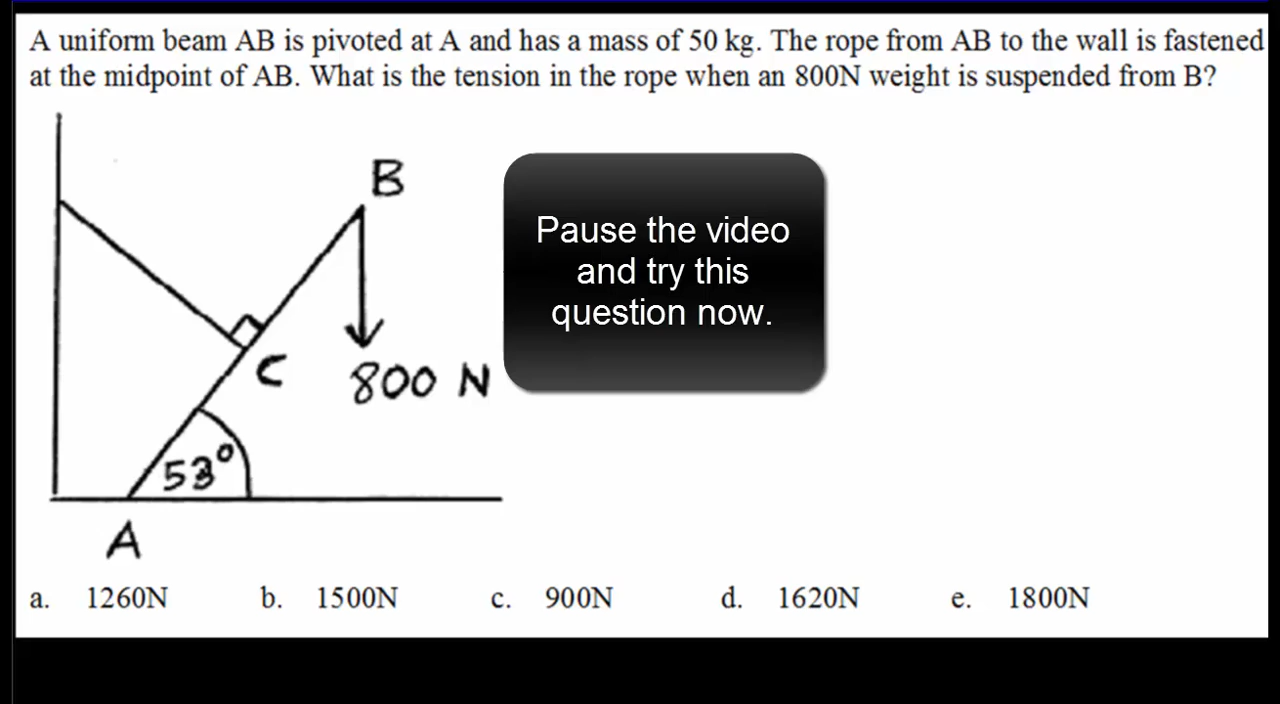 A uniform beam AB is pivoted at A and has a mass of 50 kg. The rope from AB to the wall is fastened
at the midpoint of AB. What is the tension in the rope when an 800N weight is suspended from B?
B
Pause the video
and try this
question now.
C
800 N
53°
A
a. 1260N b. 1500N c. 900N d. 1620N e. 1800N